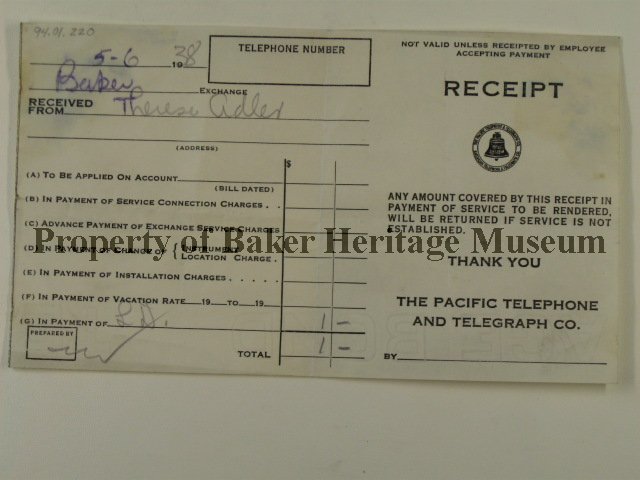 94.01.220
5-6 1938
TELEPHONE NUMBER
Baker EXCHANGE
RECEIVED FROM Therese Adler
(ADDRESS)
$
(A) TO BE APPLIED ON ACCOUNT
(BILL DATED)
(B) IN PAYMENT OF SERVICE CONNECTION CHARGES . .
(C) ADVANCE PAYMENT OF EXCHANGE SERVICE CHARGES
(D) IN PAYMENT OF CHANGE OF { INSTRUMENT
LOCATION CHARGE .
(E) IN PAYMENT OF INSTALLATION CHARGES . . . . .
(F) IN PAYMENT OF VACATION RATE 19 TO 19
(G) IN PAYMENT OF L.D. 1 –
PREPARED BY
TOTAL 1 –
NOT VALID UNLESS RECEIPTED BY EMPLOYEE
ACCEPTING PAYMENT
RECEIPT
ANY AMOUNT COVERED BY THIS RECEIPT IN
PAYMENT OF SERVICE TO BE RENDERED,
WILL BE RETURNED IF SERVICE IS NOT
ESTABLISHED.
THANK YOU
THE PACIFIC TELEPHONE
AND TELEGRAPH CO.
BY
Property of Baker Heritage Museum